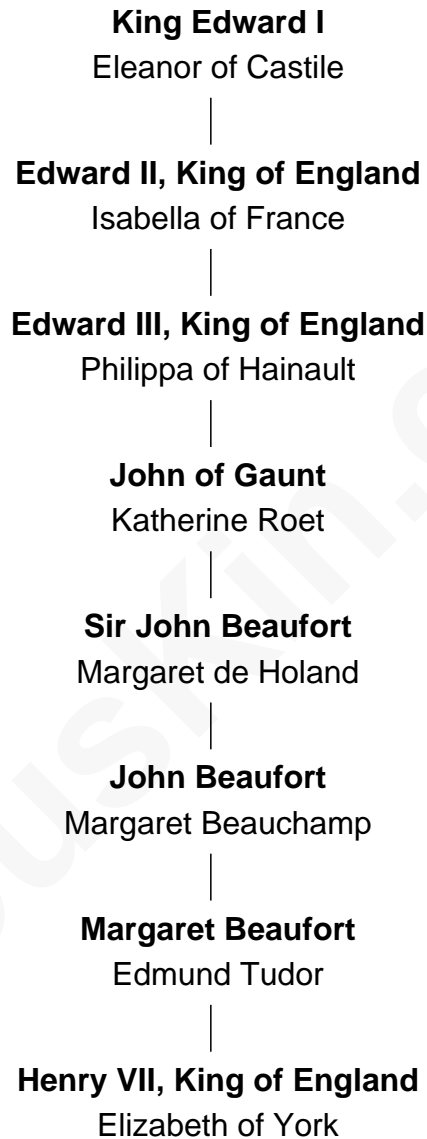 King Edward I
Eleanor of Castile
Edward II, King of England
Isabella of France
Edward III, King of England
Philippa of Hainault
John of Gaunt
Katherine Roet
Sir John Beaufort
Margaret de Holand
John Beaufort
Margaret Beauchamp
Margaret Beaufort
Edmund Tudor
Henry VII, King of England
Elizabeth of York